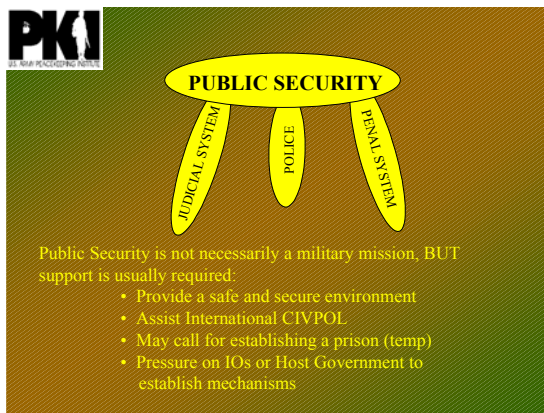 PKI
U.S. ARMY PEACEKEEPING INSTITUTE
PUBLIC SECURITY
JUDICIAL SYSTEM
POLICE
PENAL SYSTEM
Public Security is not necessarily a military mission, BUT
support is usually required:
• Provide a safe and secure environment
• Assist International CIVPOL
• May call for establishing a prison (temp)
• Pressure on IOs or Host Government to
establish mechanisms